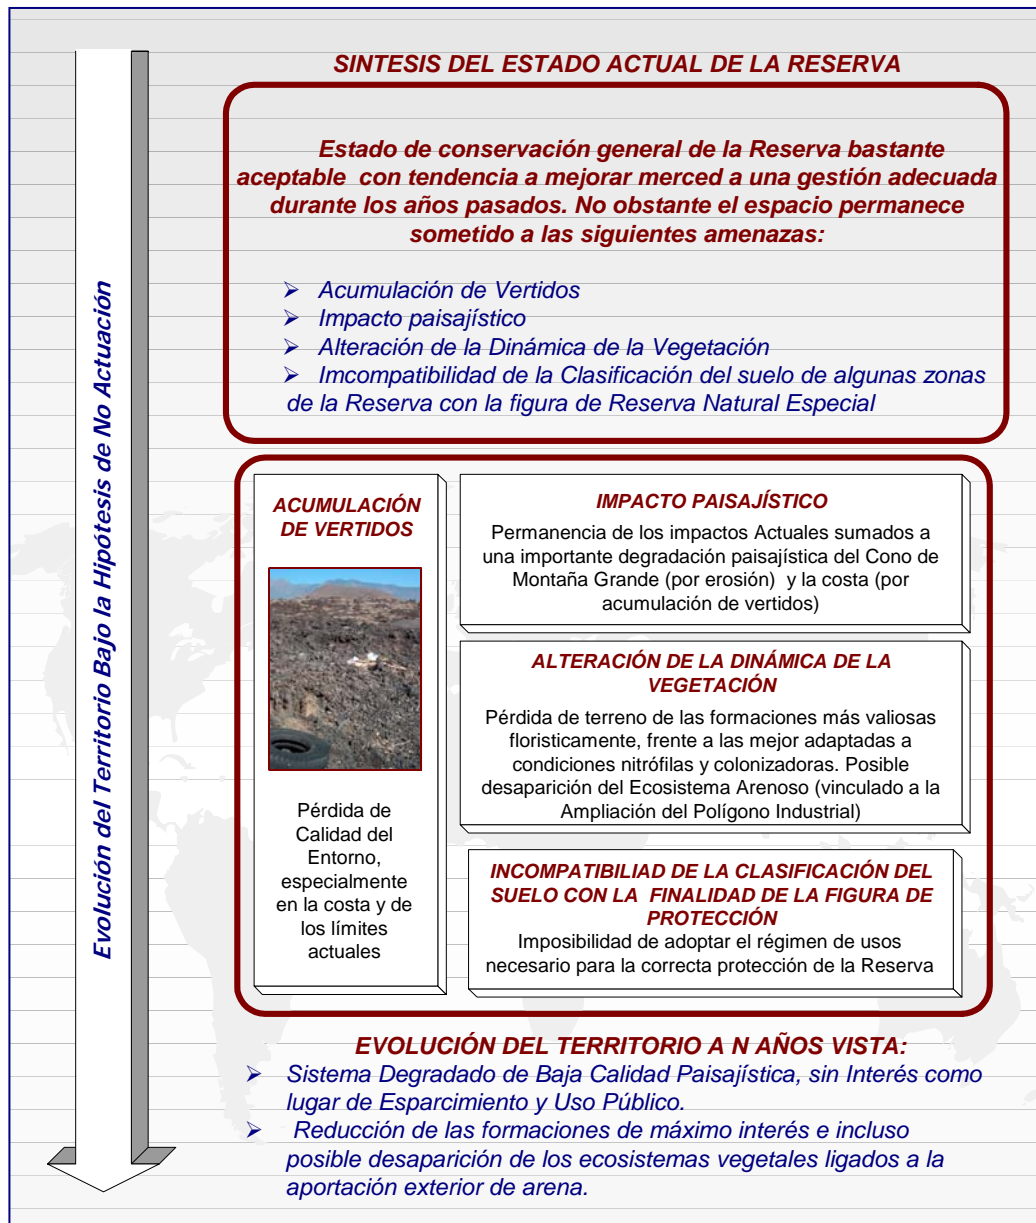 SINTESIS DEL ESTADO ACTUAL DE LA RESERVA
Estado de conservación general de la Reserva bastante
aceptable con tendencia a mejorar merced a una gestión adecuada
durante los años pasados. No obstante el espacio permanece
sometido a las siguientes amenazas:
➢ Acumulación de Vertidos
➢ Impacto paisajístico
➢ Alteración de la Dinámica de la Vegetación
➢ Imcompatibilidad de la Clasificación del suelo de algunas zonas
de la Reserva con la figura de Reserva Natural Especial
Evolución del Territorio Bajo la Hipótesis de No Actuación
ACUMULACIÓN
DE VERTIDOS
Pérdida de
Calidad del
Entorno,
especialmente
en la costa y de
los límites
actuales
IMPACTO PAISAJÍSTICO
Permanencia de los impactos Actuales sumados a
una importante degradación paisajística del Cono de
Montaña Grande (por erosión) y la costa (por
acumulación de vertidos)
ALTERACIÓN DE LA DINÁMICA DE LA
VEGETACIÓN
Pérdida de terreno de las formaciones más valiosas
floristicamente, frente a las mejor adaptadas a
condiciones nitrófilas y colonizadoras. Posible
desaparición del Ecosistema Arenoso (vinculado a la
Ampliación del Polígono Industrial)
INCOMPATIBILIAD DE LA CLASIFICACIÓN DEL
SUELO CON LA FINALIDAD DE LA FIGURA DE
PROTECCIÓN
Imposibilidad de adoptar el régimen de usos
necesario para la correcta protección de la Reserva
EVOLUCIÓN DEL TERRITORIO A N AÑOS VISTA:
➢ Sistema Degradado de Baja Calidad Paisajística, sin Interés como
lugar de Esparcimiento y Uso Público.
➢ Reducción de las formaciones de máximo interés e incluso
posible desaparición de los ecosistemas vegetales ligados a la
aportación exterior de arena.